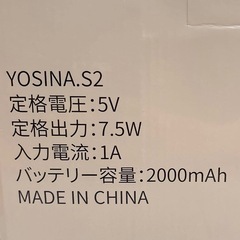 YOSINA.S2
定格電圧：5V
定格出力：7.5W
入力電流：1A
バッテリー容量：2000mAh
MADE IN CHINA